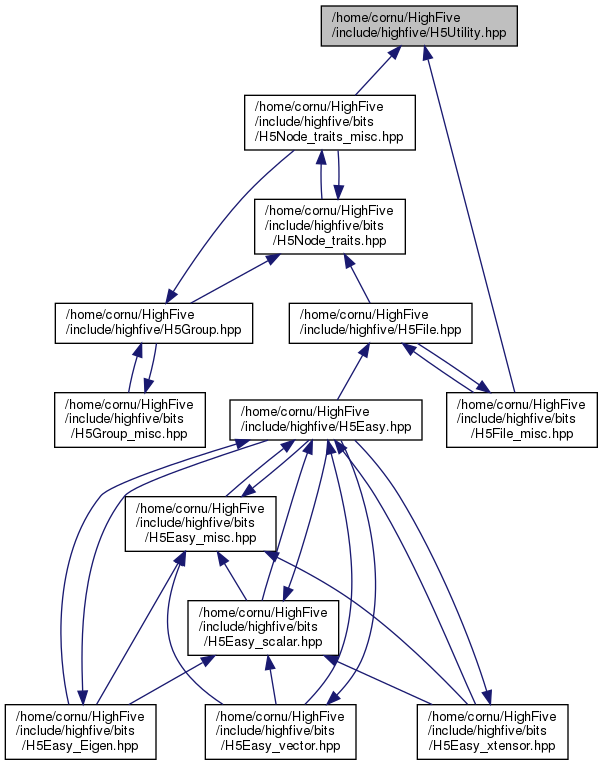 /home/cornu/HighFive
/include/highfive/H5Utility.hpp
/home/cornu/HighFive
/include/highfive/bits
/H5Node_traits_misc.hpp
/home/cornu/HighFive
/include/highfive/bits
/H5Node_traits.hpp
/home/cornu/HighFive
/include/highfive/H5Group.hpp
/home/cornu/HighFive
/include/highfive/H5File.hpp
/home/cornu/HighFive
/include/highfive/bits
/H5Group_misc.hpp
/home/cornu/HighFive
/include/highfive/H5Easy.hpp
/home/cornu/HighFive
/include/highfive/bits
/H5File_misc.hpp
/home/cornu/HighFive
/include/highfive/bits
/H5Easy_misc.hpp
/home/cornu/HighFive
/include/highfive/bits
/H5Easy_scalar.hpp
/home/cornu/HighFive
/include/highfive/bits
/H5Easy_Eigen.hpp
/home/cornu/HighFive
/include/highfive/bits
/H5Easy_vector.hpp
/home/cornu/HighFive
/include/highfive/bits
/H5Easy_xtensor.hpp